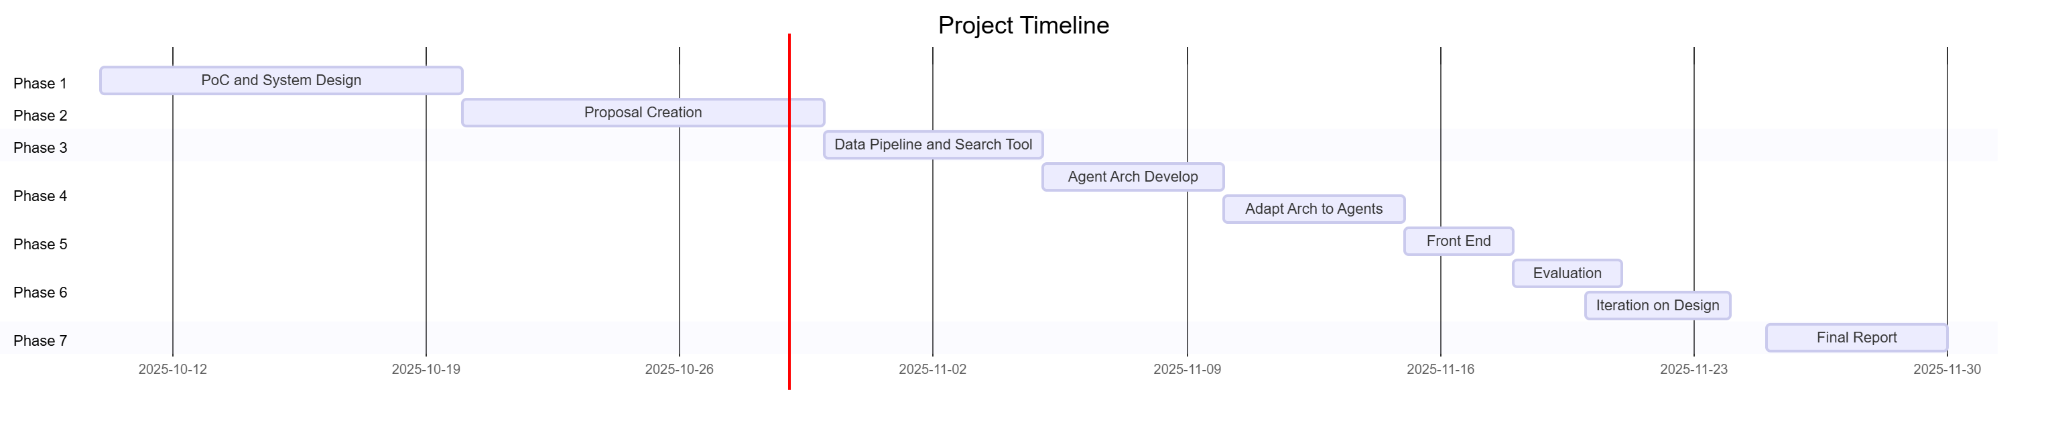 Project Timeline
Phase 1
PoC and System Design
Phase 2
Proposal Creation
Phase 3
Data Pipeline and Search Tool
Phase 4
Agent Arch Develop
Adapt Arch to Agents
Phase 5
Front End
Phase 6
Evaluation
Iteration on Design
Phase 7
Final Report
2025-10-12
2025-10-19
2025-10-26
2025-11-02
2025-11-09
2025-11-16
2025-11-23
2025-11-30